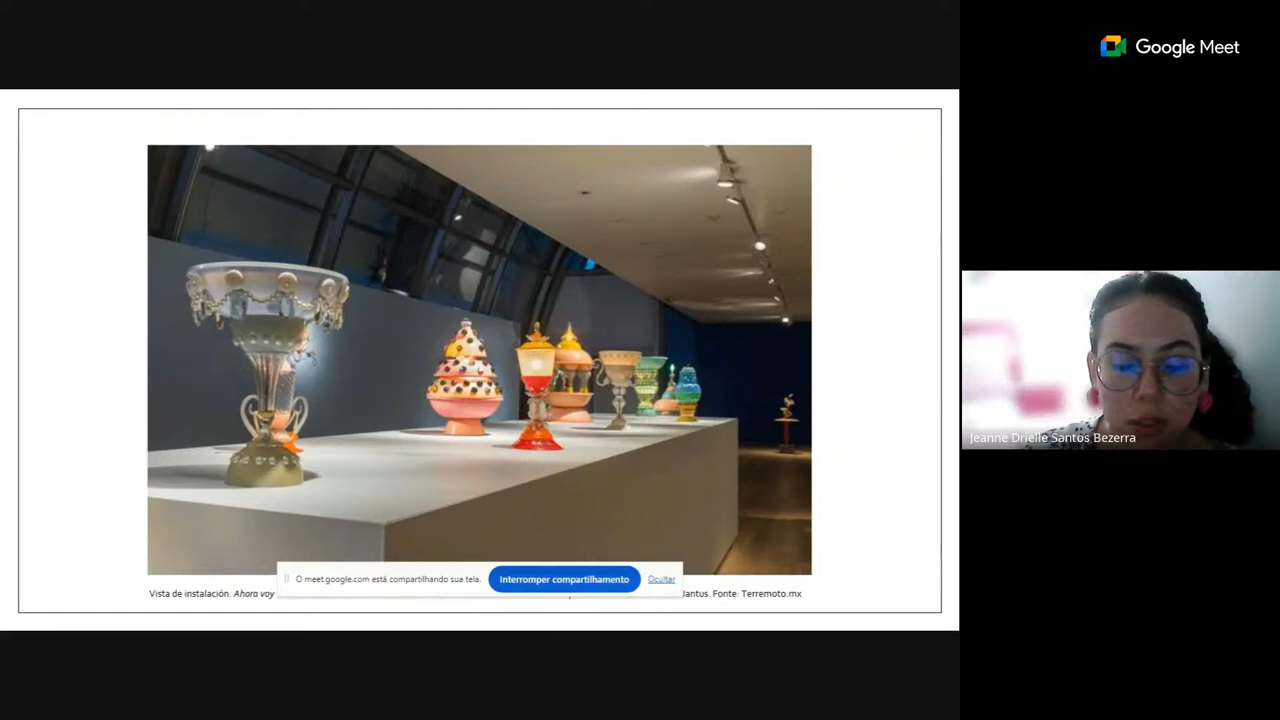 Google Meet
O meet.google.com está compartilhando sua tela. Interromper compartilhamento Ocultar
Vista de instalación. Ahora voy lantus. Fonte: Terremoto.mx
Jeanne Drielle Santos Bezerra